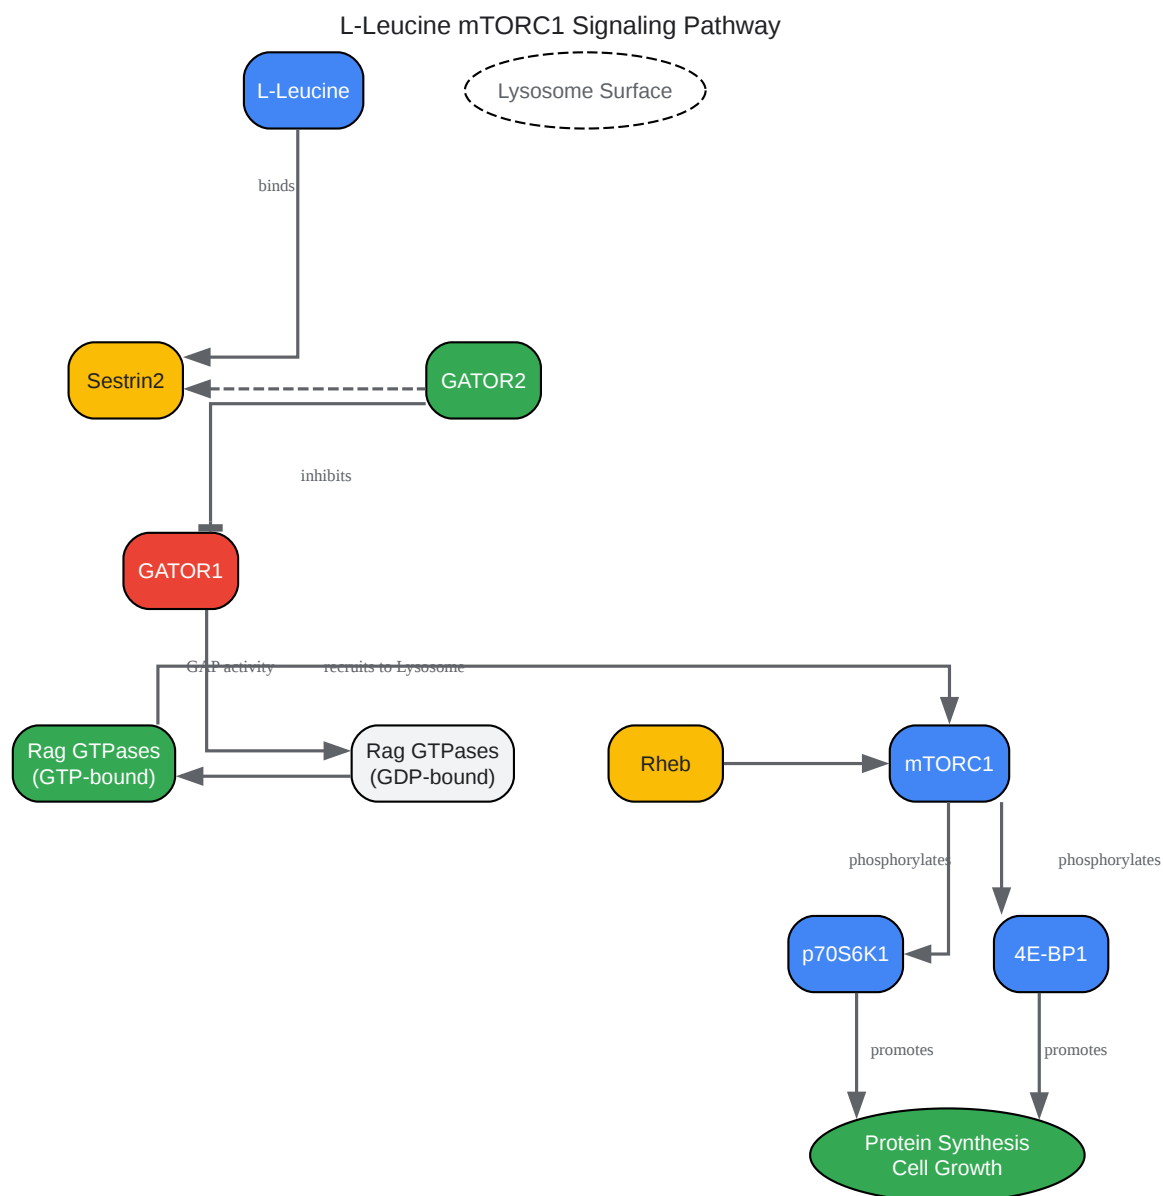 L-Leucine mTORC1 Signaling Pathway
L-Leucine
Lysosome Surface
binds
Sestrin2
GATOR2
inhibits
GATOR1
GAP activity
recruits to Lysosome
Rag GTPases
(GTP-bound)
Rag GTPases
(GDP-bound)
Rheb
mTORC1
phosphorylates
phosphorylates
p70S6K1
4E-BP1
promotes
promotes
Protein Synthesis
Cell Growth